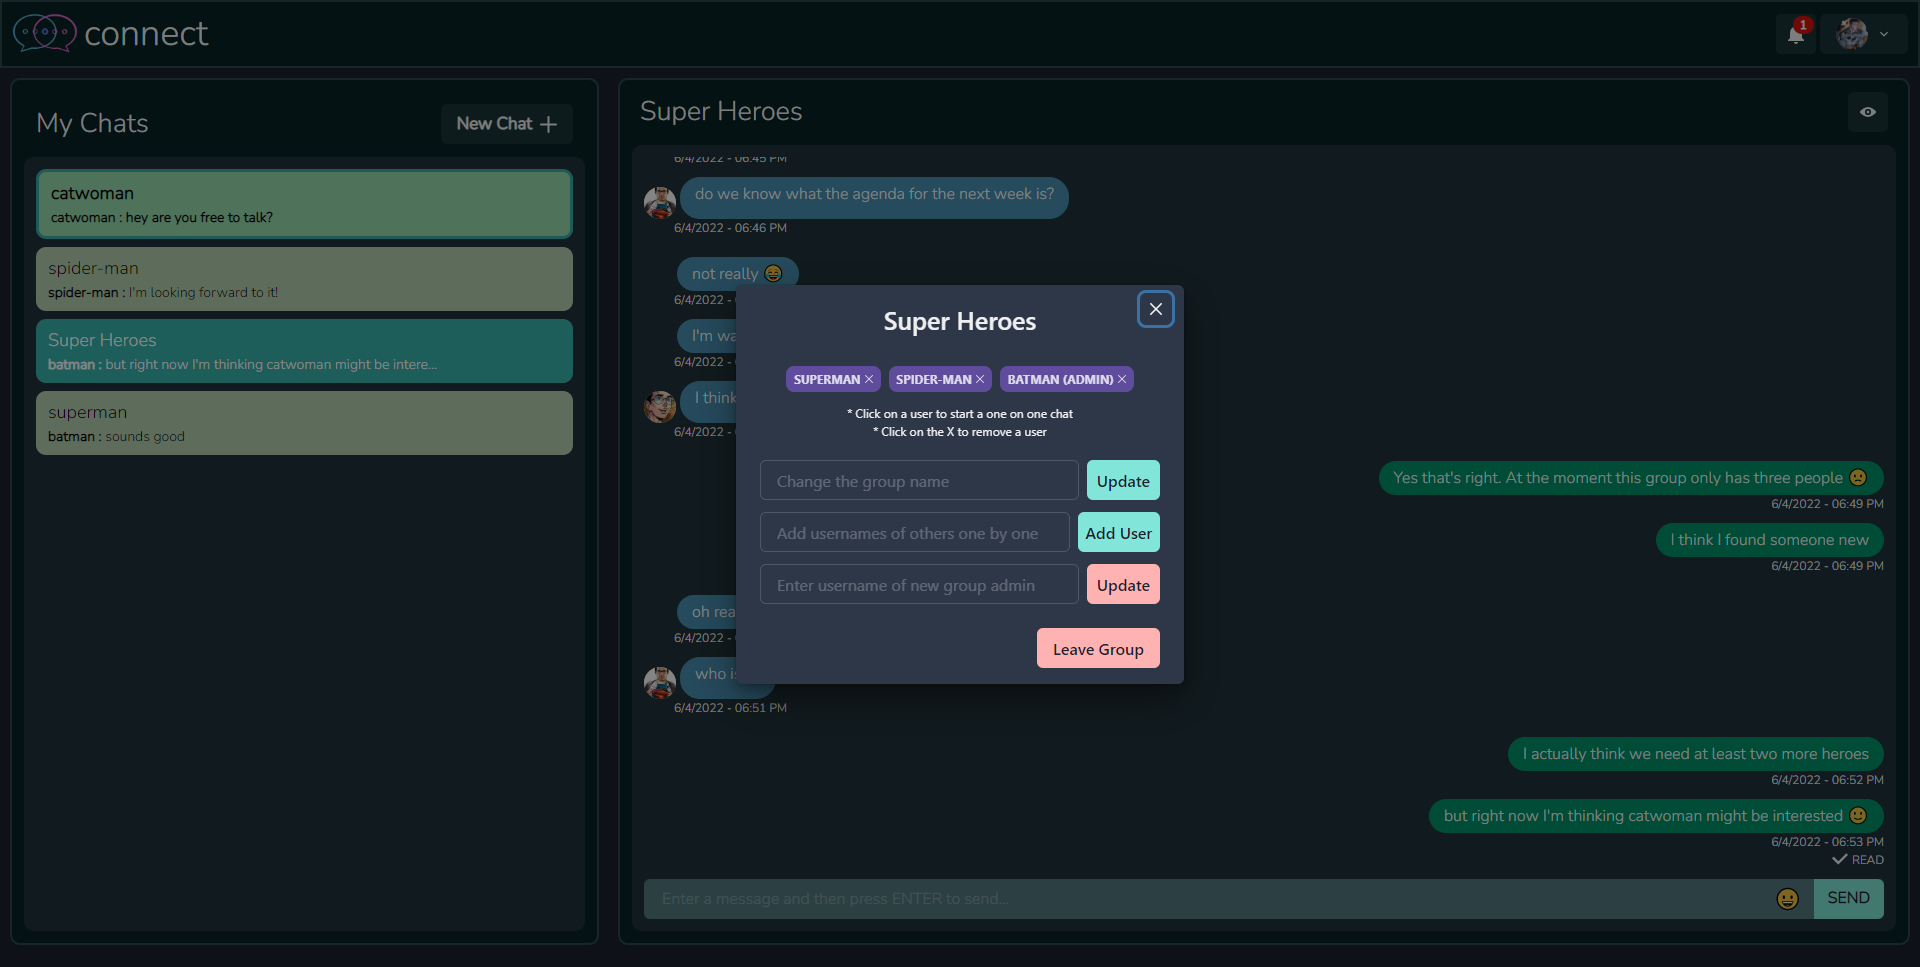 connect
1
My Chats
New Chat
catwoman
catwoman : hey are you free to talk?
spider-man
spider-man : I'm looking forward to it!
Super Heroes
batman : but right now I'm thinking catwoman might be intere...
superman
batman : sounds good
Super Heroes
6/4/2022 - 06:45 PM
do we know what the agenda for the next week is?
6/4/2022 - 06:46 PM
not really 😂
6/4/2022 -
I'm wa
6/4/2022 -
I think
6/4/2022 -
Yes that's right. At the moment this group only has three people 🙁
6/4/2022 - 06:49 PM
I think I found someone new
6/4/2022 - 06:49 PM
oh rea
6/4/2022 -
who is
6/4/2022 - 06:51 PM
I actually think we need at least two more heroes
6/4/2022 - 06:52 PM
but right now I'm thinking catwoman might be interested 🙂
6/4/2022 - 06:53 PM
READ
Enter a message and then press ENTER to send...
SEND
Super Heroes
SUPERMAN
SPIDER-MAN
BATMAN (ADMIN)
* Click on a user to start a one on one chat
* Click on the X to remove a user
Change the group name
Update
Add usernames of others one by one
Add User
Enter username of new group admin
Update
Leave Group